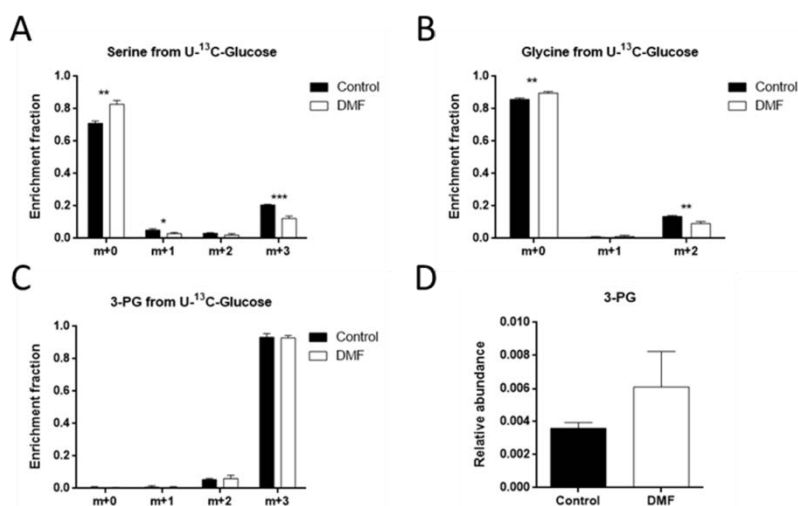 A
Serine from U-¹³C-Glucose
Enrichment fraction
1.0
0.8
0.6
0.4
0.2
0.0
**
*
***
m+0 m+1 m+2 m+3
Control
DMF
B
Glycine from U-¹³C-Glucose
Enrichment fraction
1.0
0.8
0.6
0.4
0.2
0.0
**
**
m+0 m+1 m+2
Control
DMF
C
3-PG from U-¹³C-Glucose
Enrichment fraction
1.0
0.8
0.6
0.4
0.2
0.0
m+0 m+1 m+2 m+3
Control
DMF
D
3-PG
Relative abundance
0.010
0.008
0.006
0.004
0.002
0.000
Control DMF